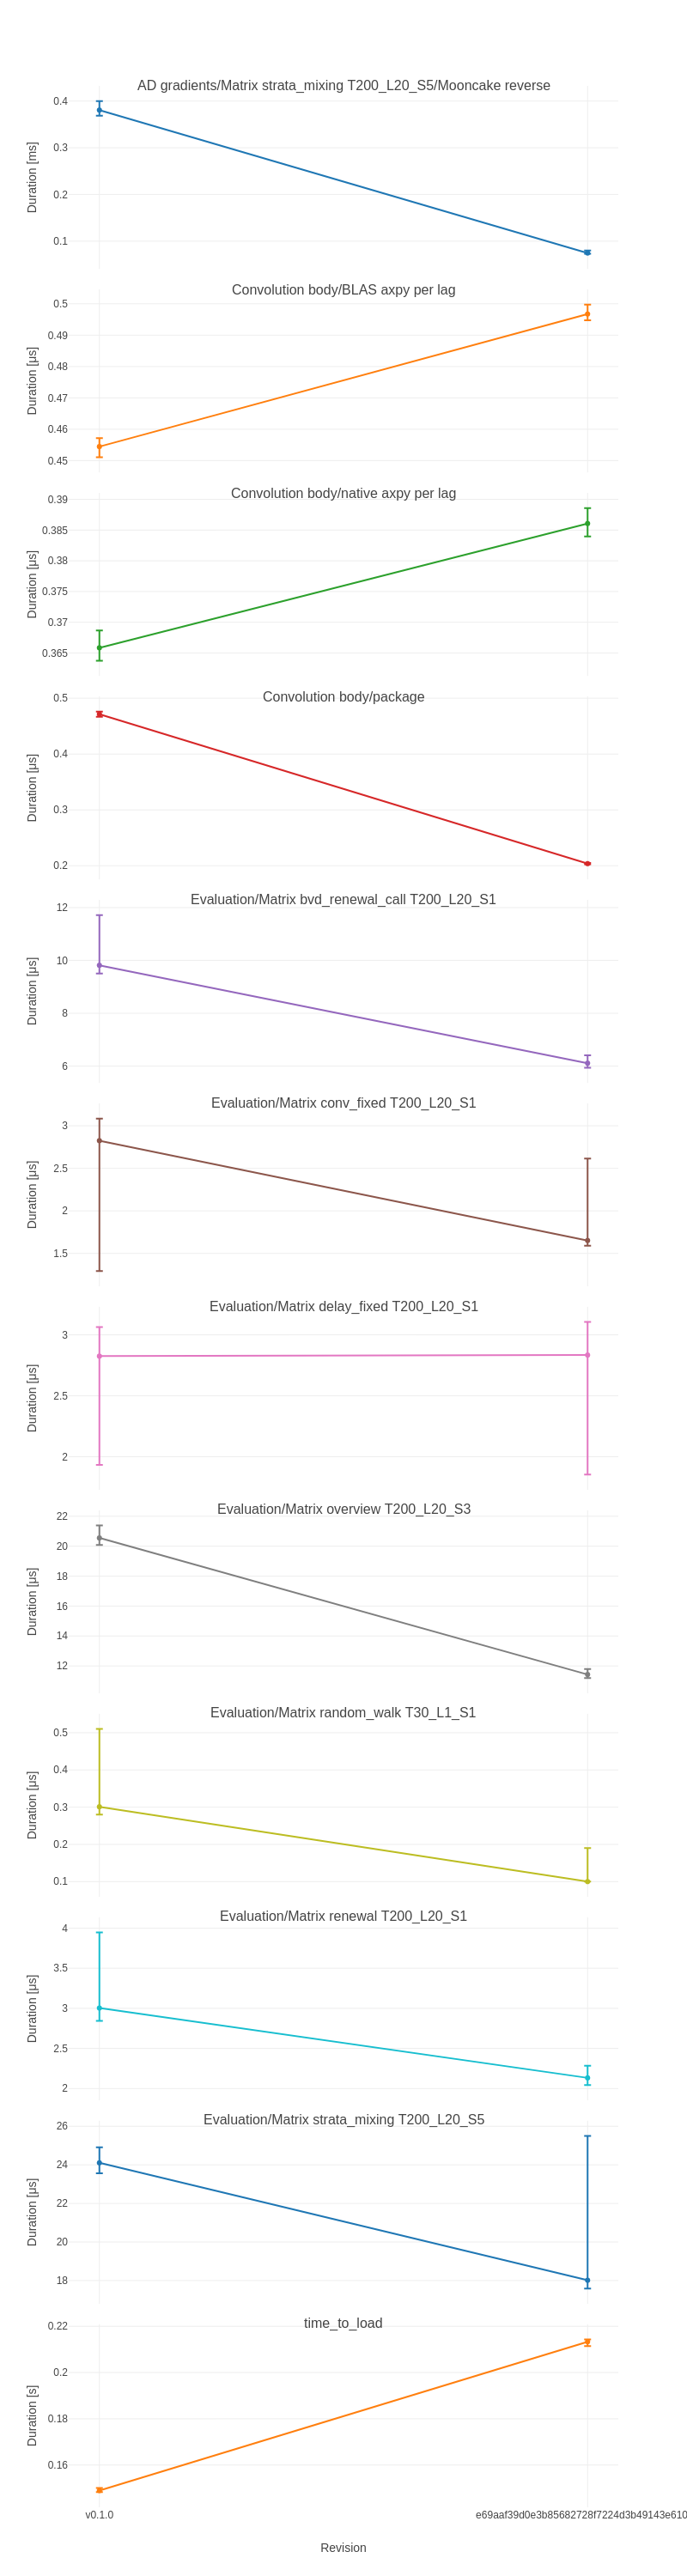 AD gradients/Matrix strata_mixing T200_L20_S5/Mooncake reverse
0.4
0.3
0.2
0.1
Duration [ms]
Convolution body/BLAS axpy per lag
0.5
0.49
0.48
0.47
0.46
0.45
Duration [μs]
Convolution body/native axpy per lag
0.39
0.385
0.38
0.375
0.37
0.365
Duration [μs]
Convolution body/package
0.5
0.4
0.3
0.2
Duration [μs]
Evaluation/Matrix bvd_renewal_call T200_L20_S1
12
10
8
6
Duration [μs]
Evaluation/Matrix conv_fixed T200_L20_S1
3
2.5
2
1.5
Duration [μs]
Evaluation/Matrix delay_fixed T200_L20_S1
3
2.5
2
Duration [μs]
Evaluation/Matrix overview T200_L20_S3
22
20
18
16
14
12
Duration [μs]
Evaluation/Matrix random_walk T30_L1_S1
0.5
0.4
0.3
0.2
0.1
Duration [μs]
Evaluation/Matrix renewal T200_L20_S1
4
3.5
3
2.5
2
Duration [μs]
Evaluation/Matrix strata_mixing T200_L20_S5
26
24
22
20
18
Duration [μs]
time_to_load
0.22
0.2
0.18
0.16
Duration [s]
v0.1.0
e69aaf39d0e3b85682728f7224d3b49143e610
Revision